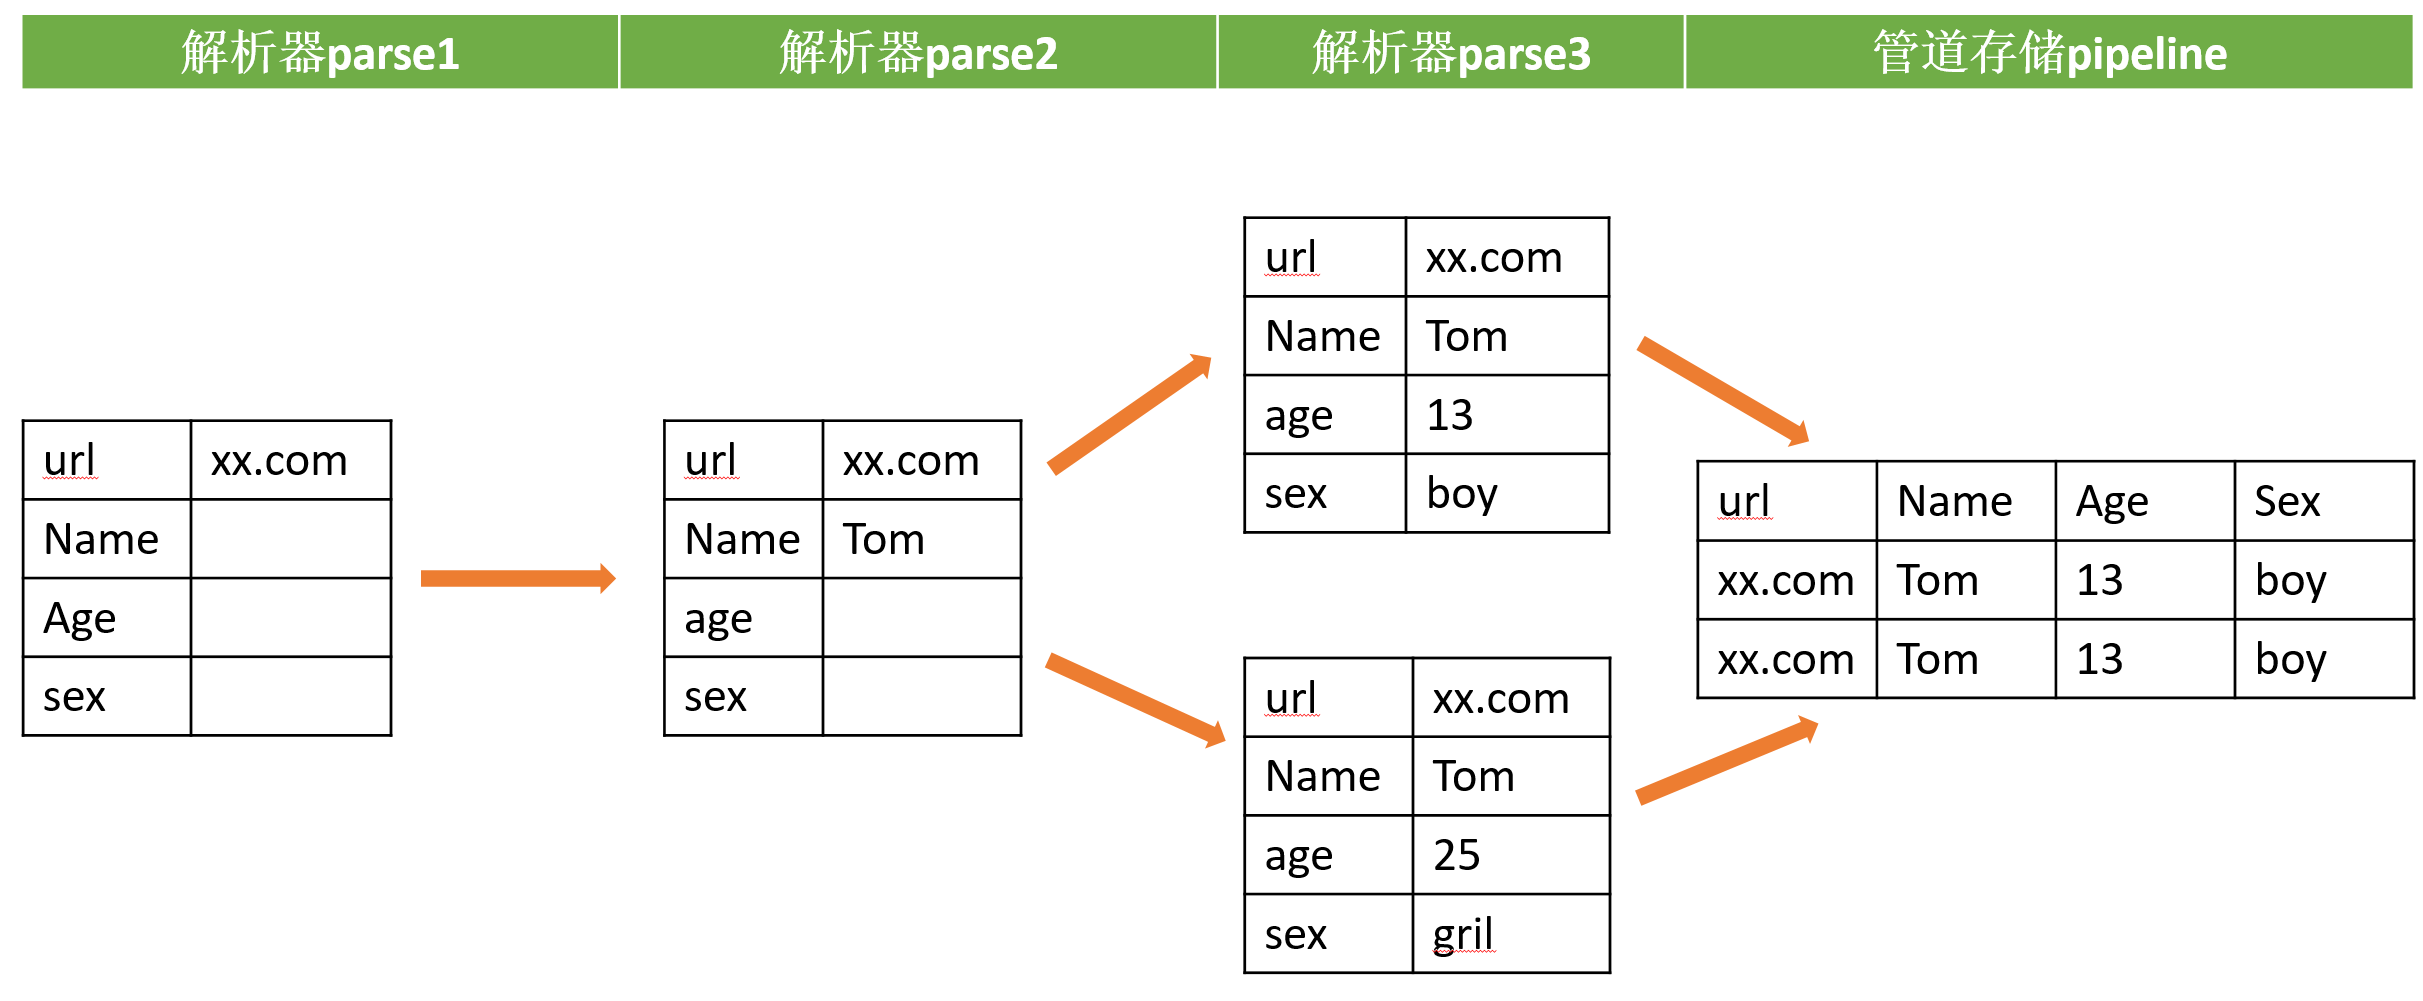 解析器parse1 解析器parse2 解析器parse3 管道存储pipeline
url xx.com
Name
Age
sex
url xx.com
Name Tom
age
sex
url xx.com
Name Tom
age 13
sex boy
url xx.com
Name Tom
age 25
sex gril
url Name Age Sex
xx.com Tom 13 boy
xx.com Tom 13 boy